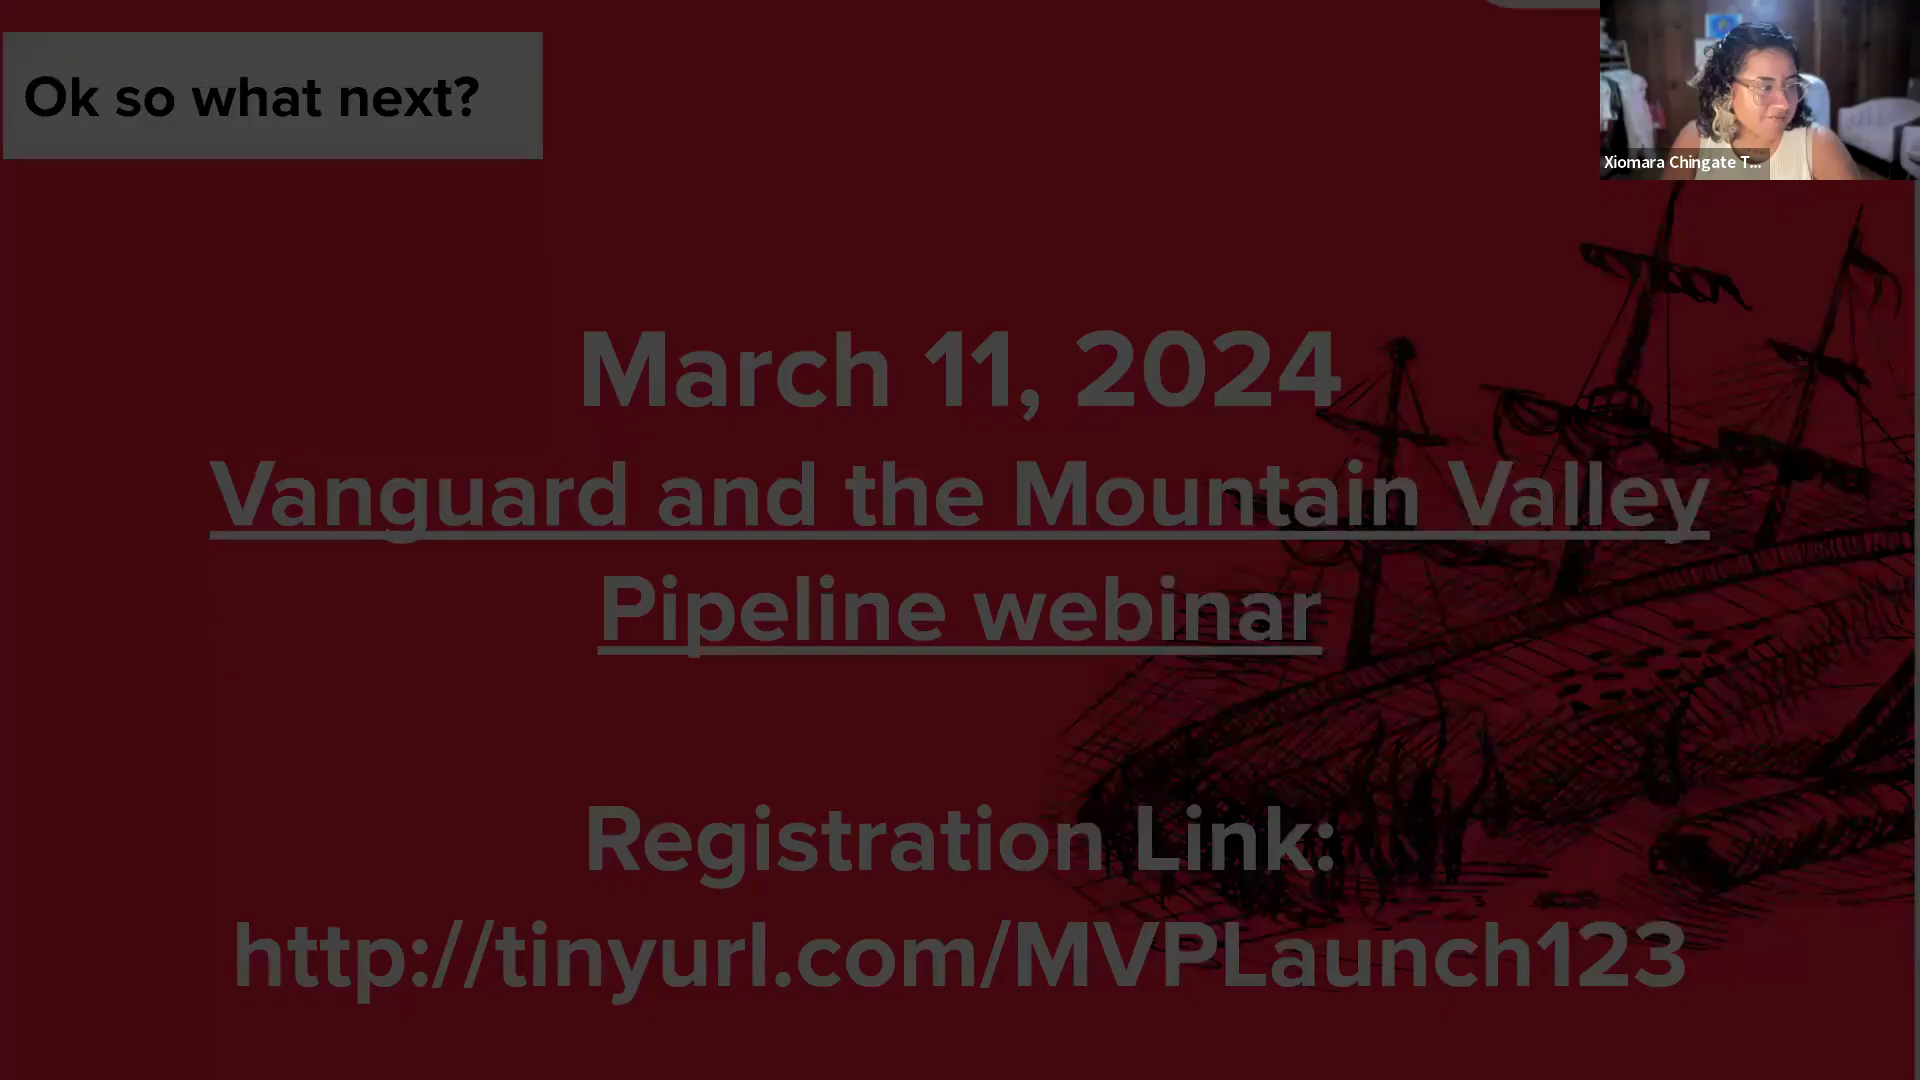 Ok so what next?
Xiomara Chingate T...
March 11, 2024
Vanguard and the Mountain Valley
Pipeline webinar
Registration Link:
http://tinyurl.com/MVPLaunch123